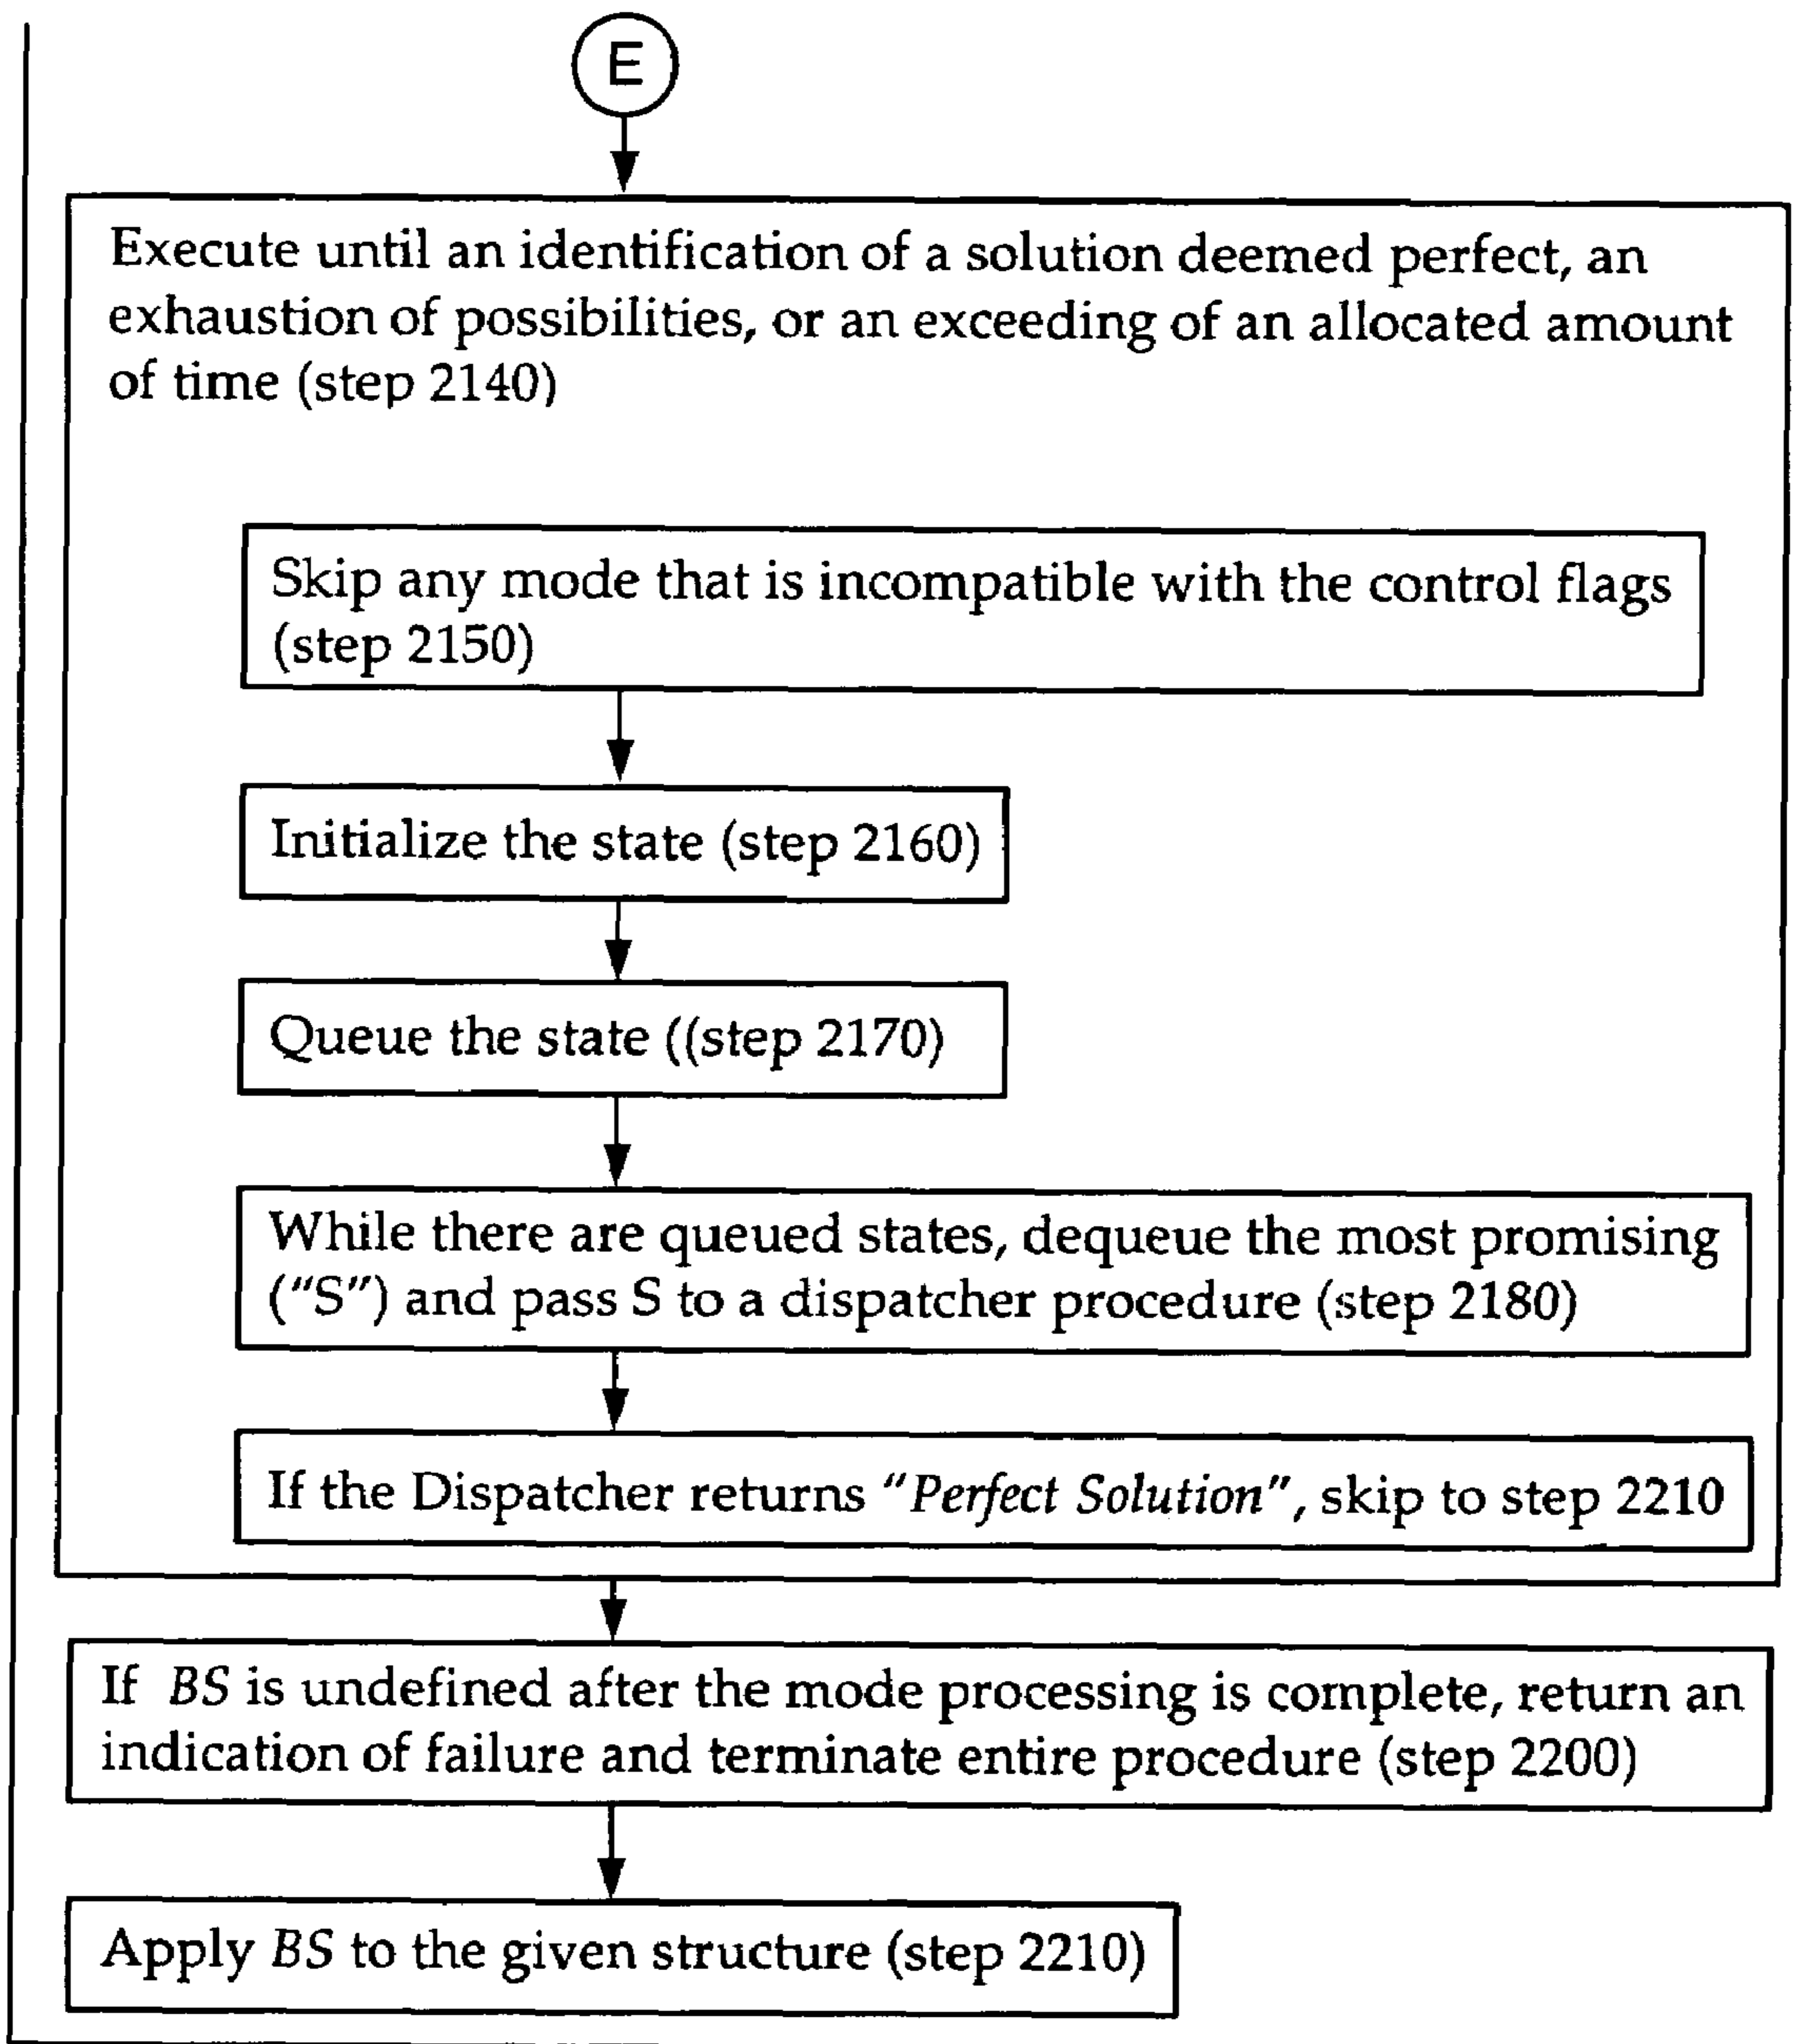 E
Execute until an identification of a solution deemed perfect, an
exhaustion of possibilities, or an exceeding of an allocated amount
of time (step 2140)
Skip any mode that is incompatible with the control flags
(step 2150)
Initialize the state (step 2160)
Queue the state ((step 2170)
While there are queued states, dequeue the most promising
("S") and pass S to a dispatcher procedure (step 2180)
If the Dispatcher returns "Perfect Solution", skip to step 2210
If BS is undefined after the mode processing is complete, return an
indication of failure and terminate entire procedure (step 2200)
Apply BS to the given structure (step 2210)